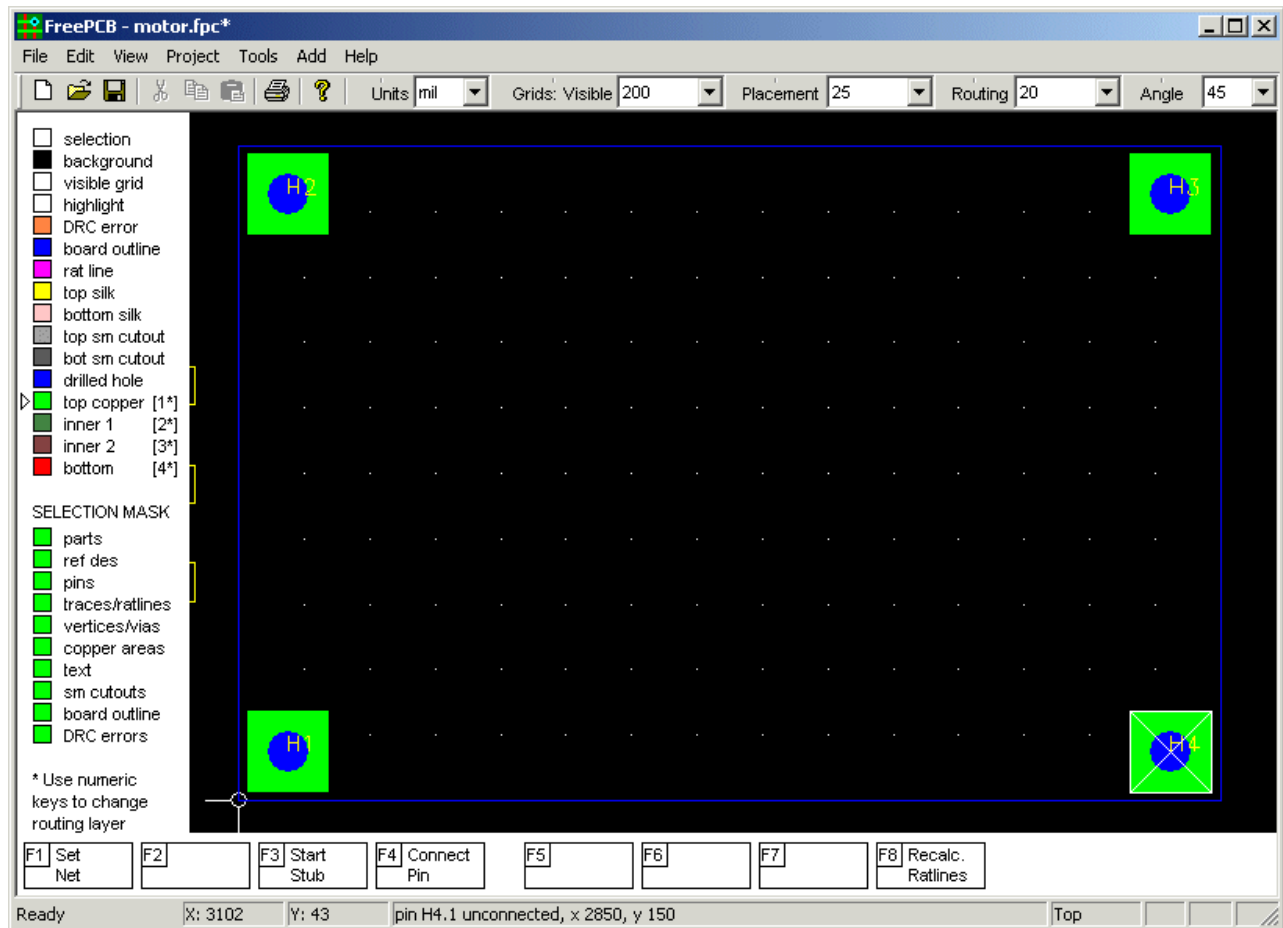 FreePCB - motor.fpc*
File Edit View Project Tools Add Help
Units mil Grids: Visible 200 Placement 25 Routing 20 Angle 45
selection
background
visible grid
highlight
DRC error
board outline
rat line
top silk
bottom silk
top sm cutout
bot sm cutout
drilled hole
top copper [1*]
inner 1 [2*]
inner 2 [3*]
bottom [4*]
SELECTION MASK
parts
ref des
pins
traces/ratlines
vertices/vias
copper areas
text
sm cutouts
board outline
DRC errors
* Use numeric
keys to change
routing layer
H2 H3
H1 H4
F1 Set Net F2 F3 Start Stub F4 Connect Pin F5 F6 F7 F8 Recalc. Ratlines
Ready X: 3102 Y: 43 pin H4.1 unconnected, x 2850, y 150 Top